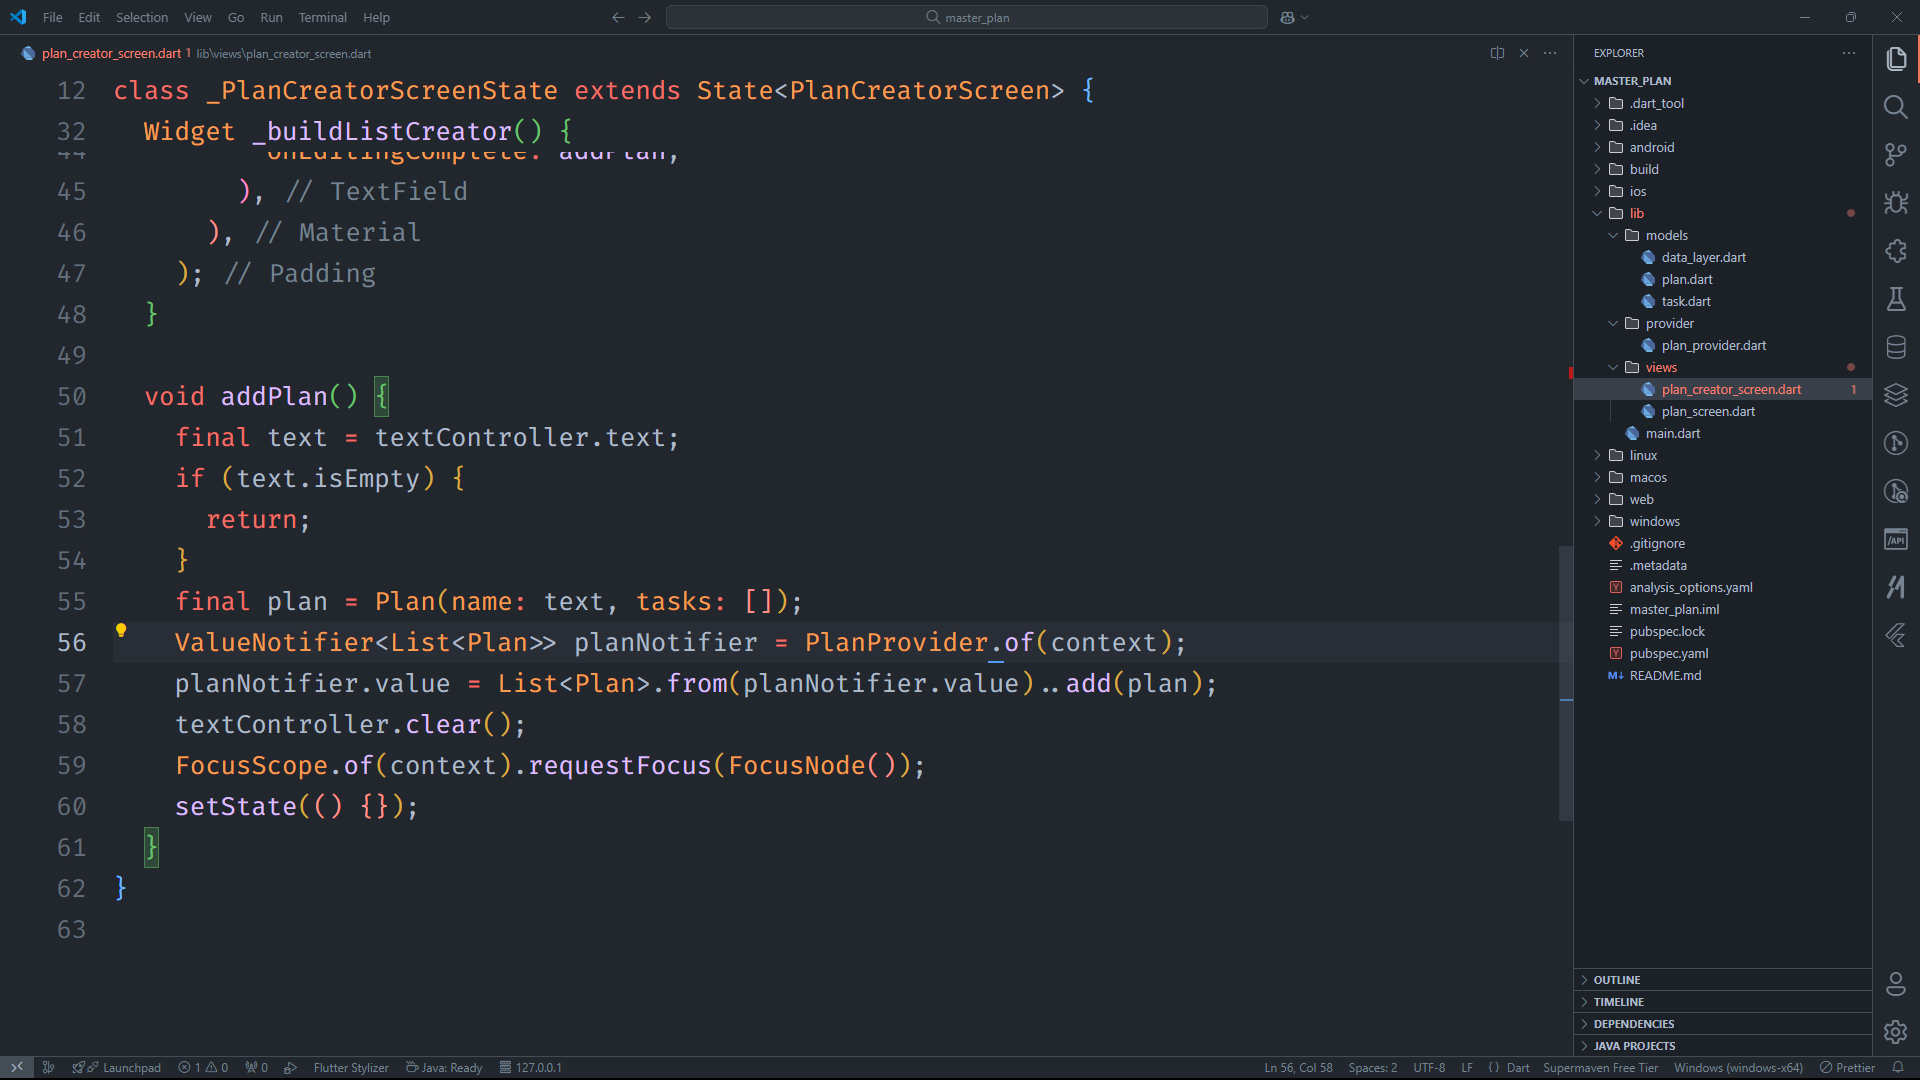 File Edit Selection View Go Run Terminal Help
master_plan
plan_creator_screen.dart 1 lib\views\plan_creator_screen.dart
12 class _PlanCreatorScreenState extends State<PlanCreatorScreen> {
32 Widget _buildListCreator() {
44 onEditingComplete: addPlan,
45 ), // TextField
46 ), // Material
47 ); // Padding
48 }
49
50 void addPlan() {
51 final text = textController.text;
52 if (text.isEmpty) {
53 return;
54 }
55 final plan = Plan(name: text, tasks: []);
56 ValueNotifier<List<Plan>> planNotifier = PlanProvider.of(context);
57 planNotifier.value = List<Plan>.from(planNotifier.value)..add(plan);
58 textController.clear();
59 FocusScope.of(context).requestFocus(FocusNode());
60 setState(() {});
61 }
62 }
63
EXPLORER
MASTER_PLAN
.dart_tool
.idea
android
build
ios
lib
models
data_layer.dart
plan.dart
task.dart
provider
plan_provider.dart
views
plan_creator_screen.dart 1
plan_screen.dart
main.dart
linux
macos
web
windows
.gitignore
.metadata
Y analysis_options.yaml
master_plan.iml
pubspec.lock
Y pubspec.yaml
M↓ README.md
/API
OUTLINE
TIMELINE
DEPENDENCIES
JAVA PROJECTS
Launchpad 1 0 0 Flutter Stylizer Java: Ready 127.0.0.1 Ln 56, Col 58 Spaces: 2 UTF-8 LF {} Dart Supermaven Free Tier Windows (windows-x64) Prettier